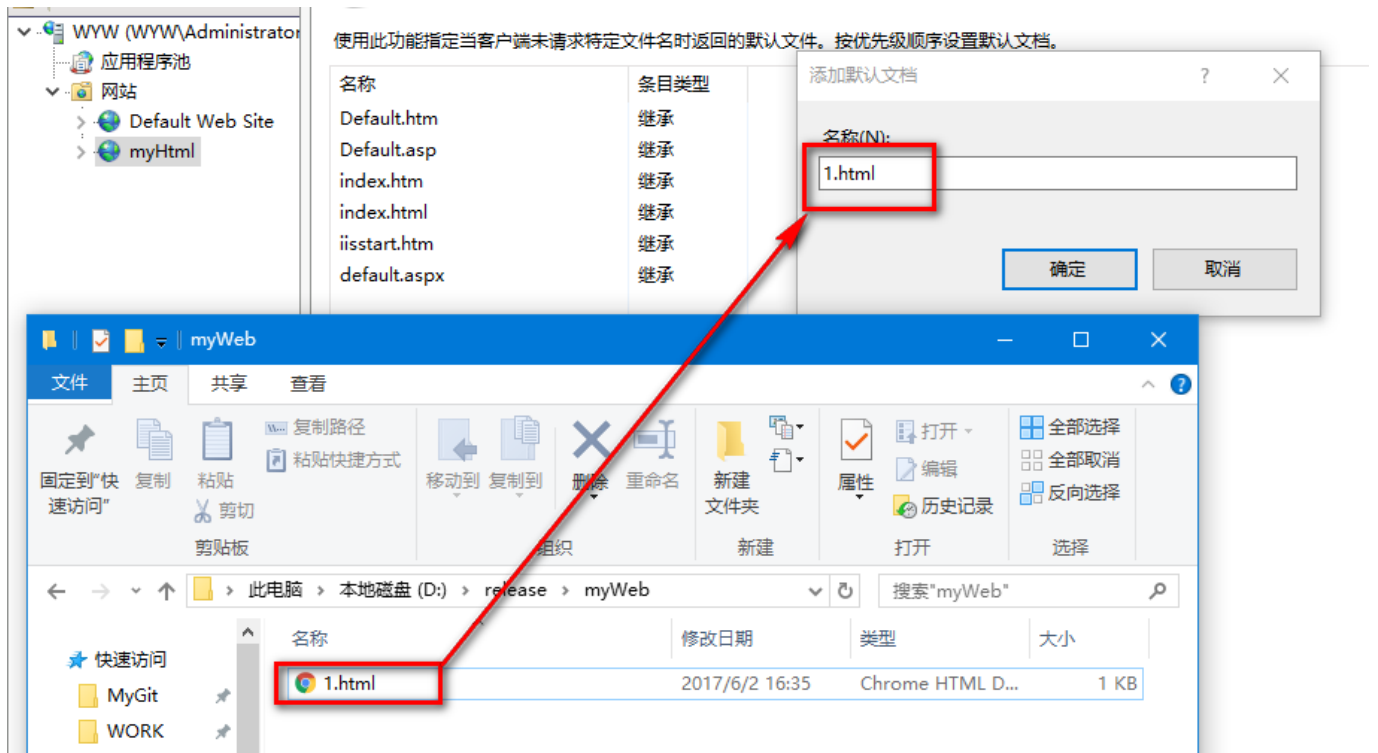 WYW (WYW\Administrator
应用程序池
网站
Default Web Site
myHtml
使用此功能指定当客户端未请求特定文件名时返回的默认文件。按优先级顺序设置默认文档。
名称 条目类型
Default.htm 继承
Default.asp 继承
index.htm 继承
index.html 继承
iisstart.htm 继承
default.aspx 继承
添加默认文档 ?
名称(N):
1.html
确定 取消
myWeb
文件 主页 共享 查看
固定到"快速访问"
复制
粘贴
复制路径
粘贴快捷方式
剪切
剪贴板
移动到 复制到 删除 重命名
组织
新建
文件夹
新建
属性
打开
编辑
历史记录
打开
全部选择
全部取消
反向选择
选择
此电脑 > 本地磁盘 (D:) > release > myWeb
搜索"myWeb"
快速访问
MyGit
WORK
名称 修改日期 类型 大小
1.html 2017/6/2 16:35 Chrome HTML D... 1 KB